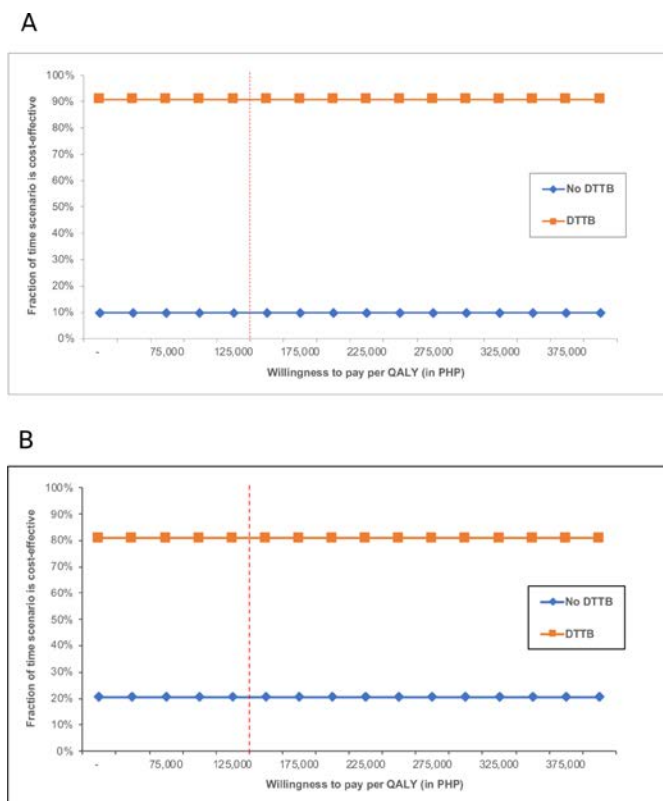 A
100%
90%
80%
70%
60%
50%
40%
30%
20%
10%
0%
Fraction of time scenario is cost-effective
No DTTB
DTTB
- 75,000 125,000 175,000 225,000 275,000 325,000 375,000
Willingness to pay per QALY (in PHP)
B
100%
90%
80%
70%
60%
50%
40%
30%
20%
10%
0%
Fraction of time scenario is cost-effective
No DTTB
DTTB
- 75,000 125,000 175,000 225,000 275,000 325,000 375,000
Willingness to pay per QALY (in PHP)